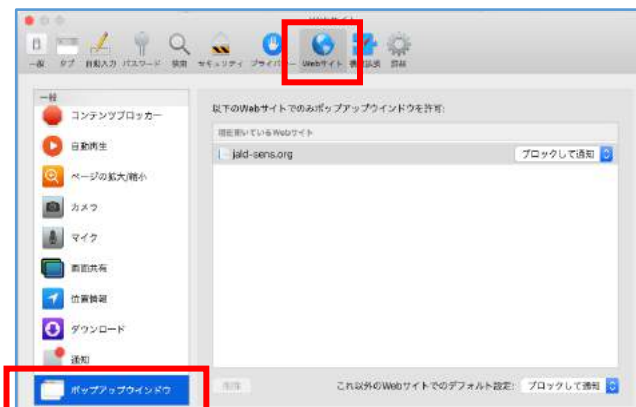 Webサイト
一般 タブ 自動入力 パスワード 検索 セキュリティ プライバシー Webサイト 機能拡張 詳細
一般
コンテンツブロッカー
自動再生
ページの拡大/縮小
カメラ
マイク
画面共有
位置情報
ダウンロード
通知
ポップアップウインドウ
以下のWebサイトでのみポップアップウインドウを許可:
現在開いているWebサイト
jald-sens.org ブロックして通知
削除 これ以外のWebサイトでのデフォルト設定: ブロックして通知